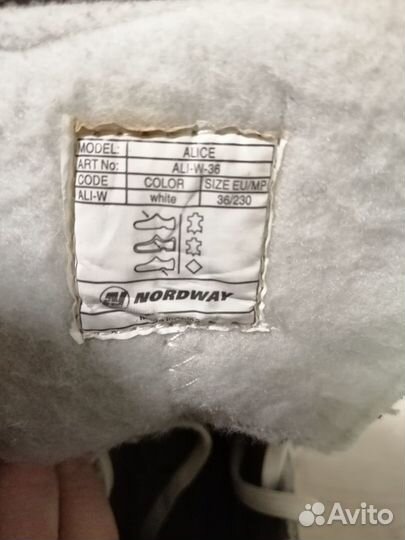 MODEL: ALICE
ART No: ALI-W-36
CODE COLOR SIZE EU/MP
ALI-W white 36/230
NORDWAY
Avito